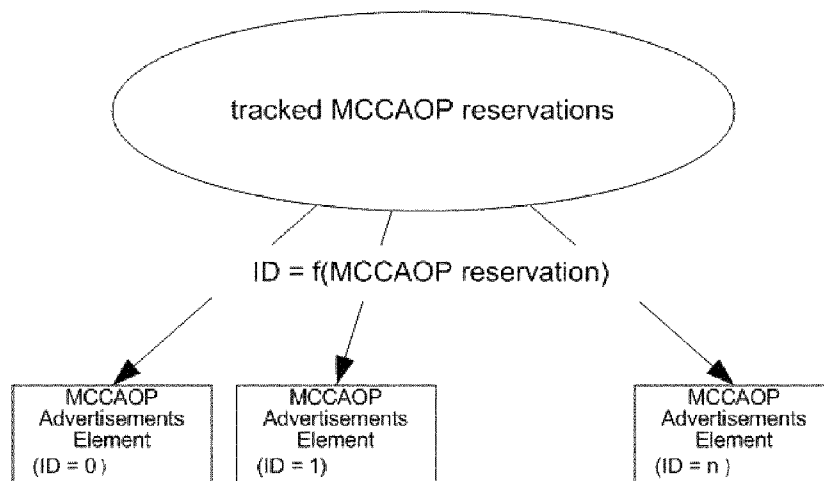 tracked MCCAOP reservations
ID = f(MCCAOP reservation)
MCCAOP
Advertisements
Element
(ID = 0 )
MCCAOP
Advertisements
Element
(ID = 1)
MCCAOP
Advertisements
Element
(ID = n )